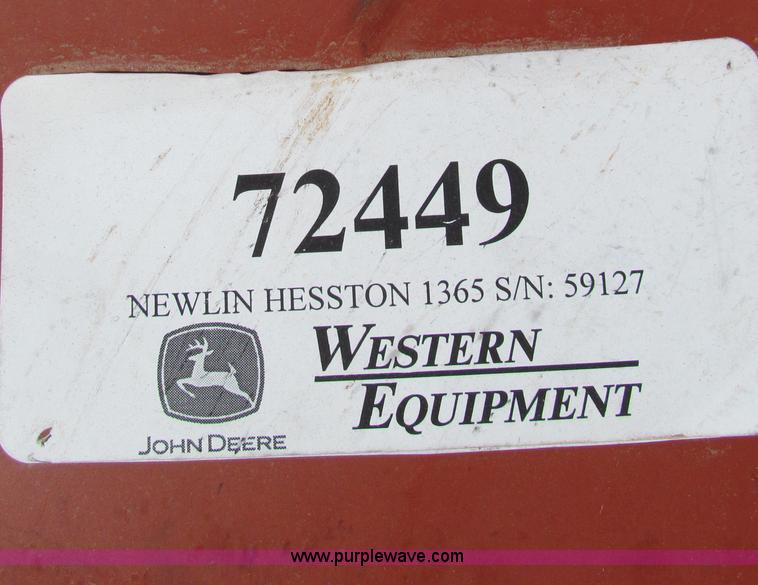 72449
NEWLIN HESSTON 1365 S/N: 59127
WESTERN
EQUIPMENT
JOHN DEERE
www.purplewave.com